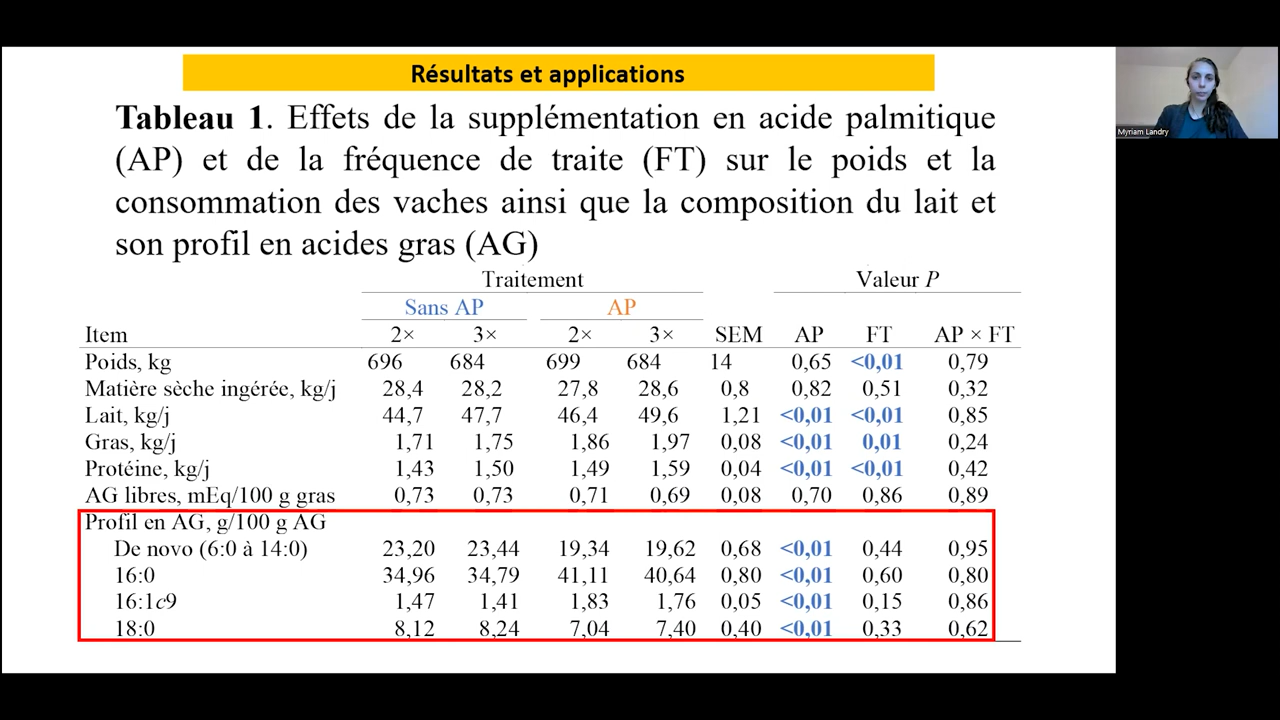 Résultats et applications
Tableau 1. Effets de la supplémentation en acide palmitique
(AP) et de la fréquence de traite (FT) sur le poids et la
consommation des vaches ainsi que la composition du lait et
son profil en acides gras (AG)
Traitement Valeur P
Sans AP AP
Item 2× 3× 2× 3× SEM AP FT AP × FT
Poids, kg 696 684 699 684 14 0,65 <0,01 0,79
Matière sèche ingérée, kg/j 28,4 28,2 27,8 28,6 0,8 0,82 0,51 0,32
Lait, kg/j 44,7 47,7 46,4 49,6 1,21 <0,01 <0,01 0,85
Gras, kg/j 1,71 1,75 1,86 1,97 0,08 <0,01 0,01 0,24
Protéine, kg/j 1,43 1,50 1,49 1,59 0,04 <0,01 <0,01 0,42
AG libres, mEq/100 g gras 0,73 0,73 0,71 0,69 0,08 0,70 0,86 0,89
Profil en AG, g/100 g AG
De novo (6:0 à 14:0) 23,20 23,44 19,34 19,62 0,68 <0,01 0,44 0,95
16:0 34,96 34,79 41,11 40,64 0,80 <0,01 0,60 0,80
16:1c9 1,47 1,41 1,83 1,76 0,05 <0,01 0,15 0,86
18:0 8,12 8,24 7,04 7,40 0,40 <0,01 0,33 0,62
Myriam Landry